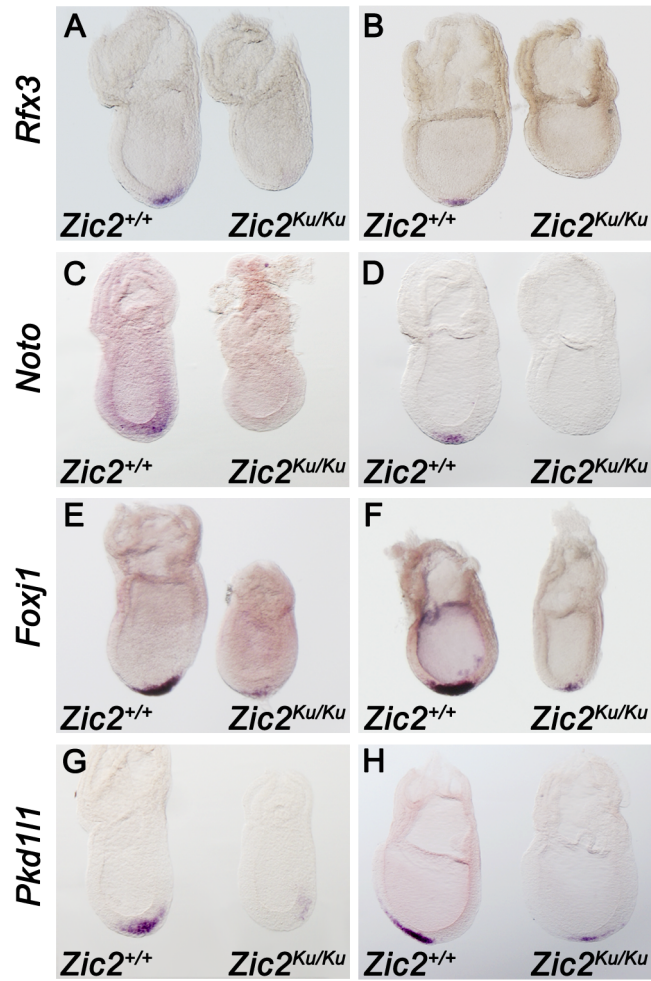 A
B
Rfx3
Zic2+/+
Zic2Ku/Ku
Zic2+/+
Zic2Ku/Ku
C
D
Noto
Zic2+/+
Zic2Ku/Ku
Zic2+/+
Zic2Ku/Ku
E
F
Foxj1
Zic2+/+
Zic2Ku/Ku
Zic2+/+
Zic2Ku/Ku
G
H
Pkd1l1
Zic2+/+
Zic2Ku/Ku
Zic2+/+
Zic2Ku/Ku